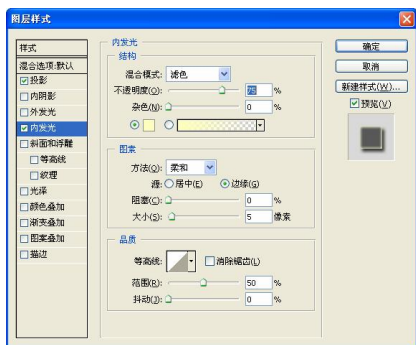 图层样式
样式
混合选项:默认
投影
内阴影
外发光
内发光
斜面和浮雕
等高线
纹理
光泽
颜色叠加
渐变叠加
图案叠加
描边
内发光
结构
混合模式: 滤色
不透明度(O): 75 %
杂色(N): 0 %
图素
方法(Q): 柔和
源: 居中(E) 边缘(G)
阻塞(C): 0 %
大小(S): 5 像素
品质
等高线: 消除锯齿(L)
范围(R): 50 %
抖动(J): 0 %
确定
取消
新建样式(W)...
预览(V)